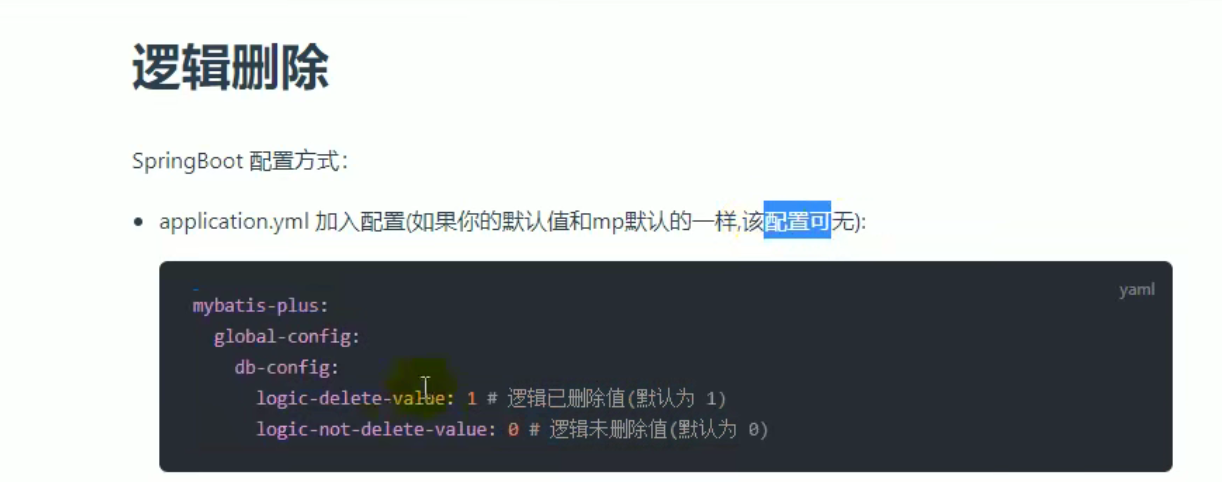 逻辑删除
SpringBoot 配置方式：
application.yml 加入配置(如果你的默认值和mp默认的一样,该配置可无):
yaml
mybatis-plus:
  global-config:
    db-config:
      logic-delete-value: 1 # 逻辑已删除值(默认为 1)
      logic-not-delete-value: 0 # 逻辑未删除值(默认为 0)